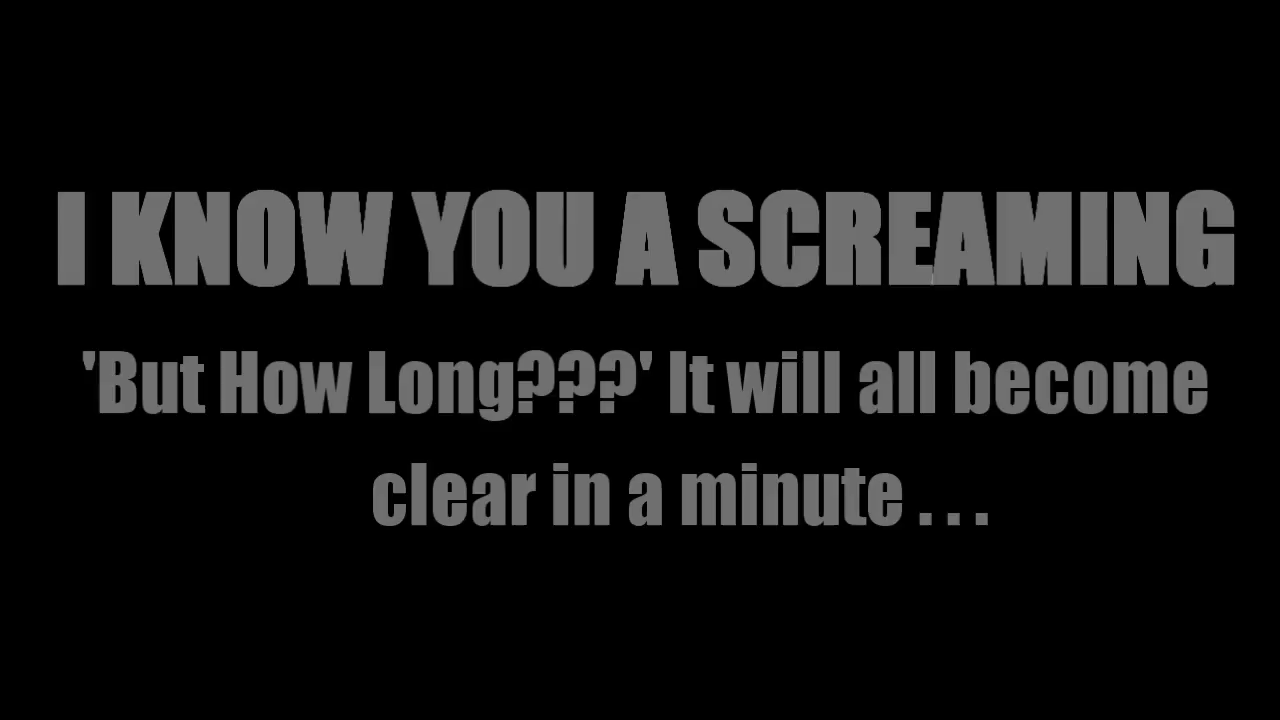 I KNOW YOU A SCREAMING
'But How Long???' It will all become
clear in a minute . . .